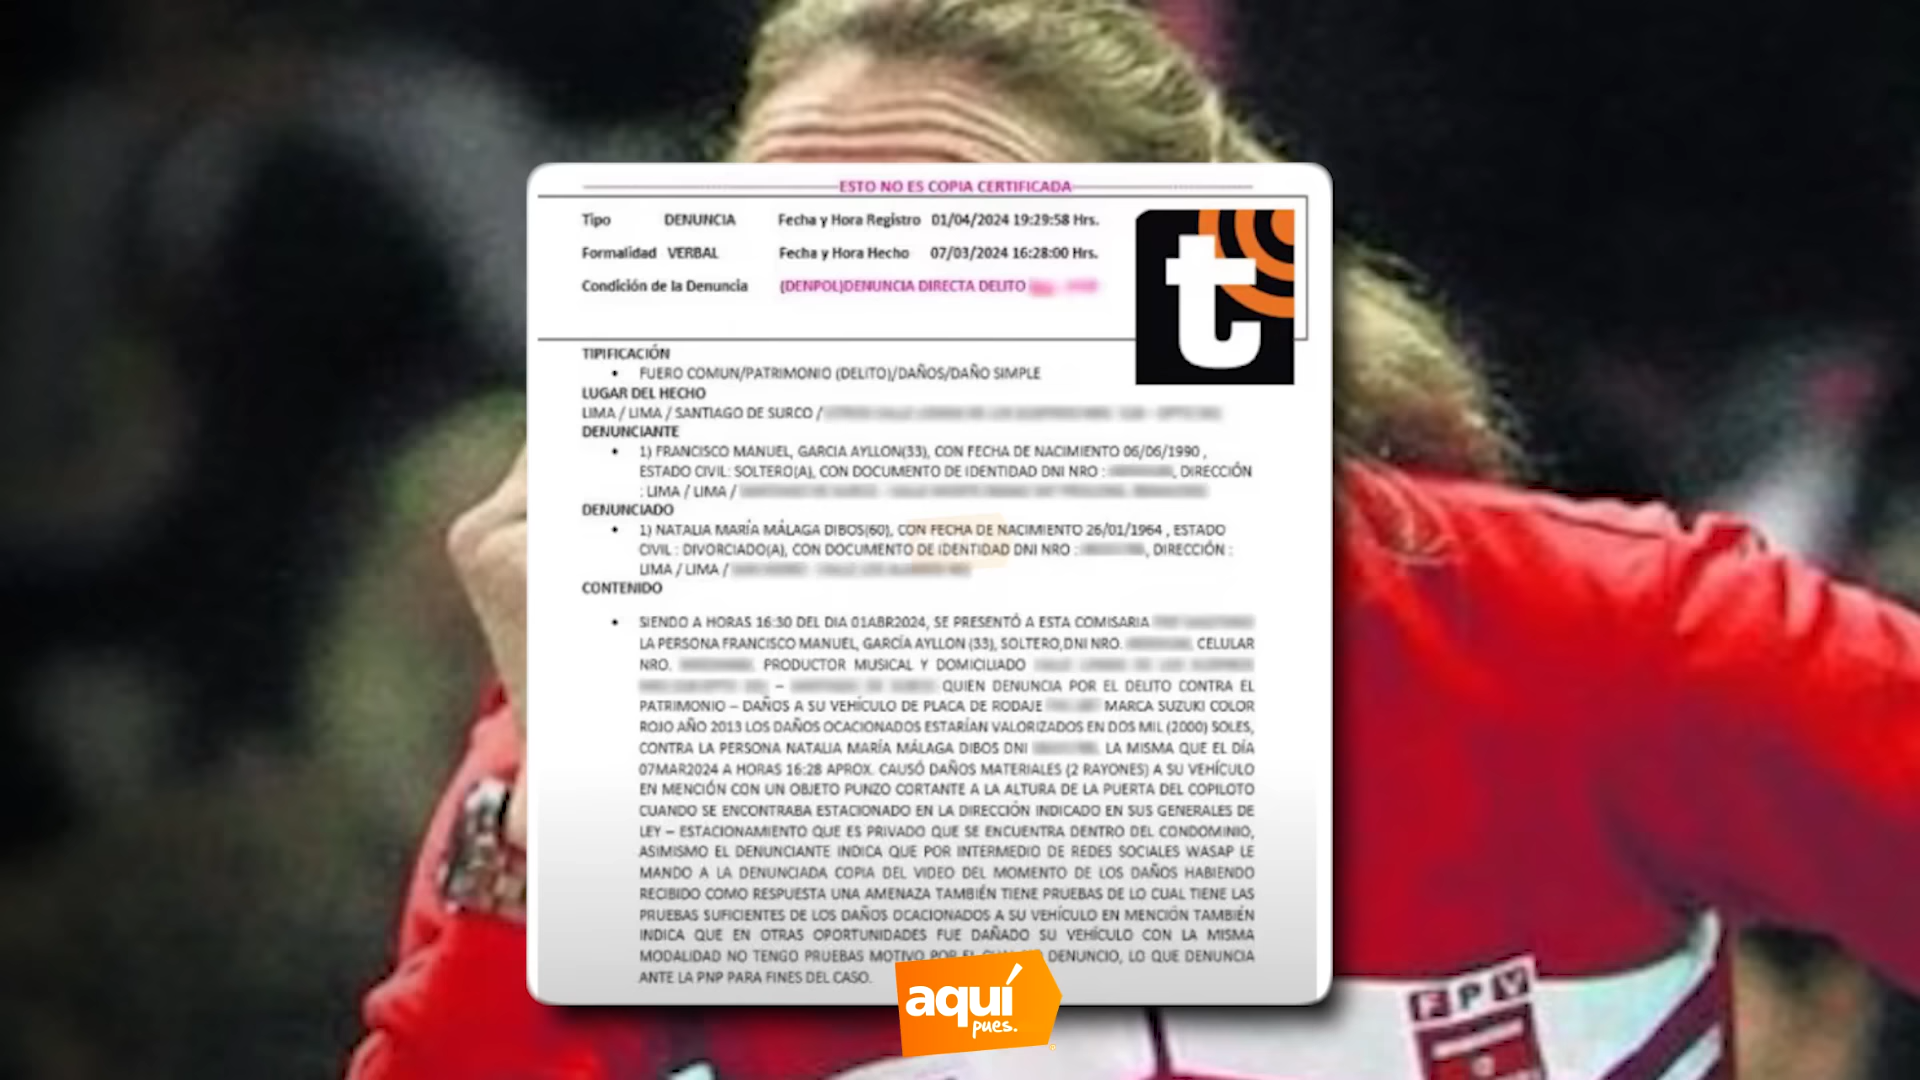 ESTO NO ES COPIA CERTIFICADA
Tipo DENUNCIA Fecha y Hora Registro 01/04/2024 19:29:58 Hrs.
Formalidad VERBAL Fecha y Hora Hecho 07/03/2024 16:28:00 Hrs.
Condición de la Denuncia (DENPOL)DENUNCIA DIRECTA DELITO
t
TIPIFICACIÓN
• FUERO COMUN/PATRIMONIO (DELITO)/DAÑOS/DAÑO SIMPLE
LUGAR DEL HECHO
LIMA / LIMA / SANTIAGO DE SURCO /
DENUNCIANTE
• 1) FRANCISCO MANUEL, GARCIA AYLLON(33), CON FECHA DE NACIMIENTO 06/06/1990 ,
ESTADO CIVIL: SOLTERO(A), CON DOCUMENTO DE IDENTIDAD DNI NRO : , DIRECCIÓN
: LIMA / LIMA /
DENUNCIADO
• 1) NATALIA MARÍA MÁLAGA DIBOS(60), CON FECHA DE NACIMIENTO 26/01/1964 , ESTADO
CIVIL : DIVORCIADO(A), CON DOCUMENTO DE IDENTIDAD DNI NRO : , DIRECCIÓN :
LIMA / LIMA /
CONTENIDO
• SIENDO A HORAS 16:30 DEL DIA 01ABR2024, SE PRESENTÓ A ESTA COMISARIA
LA PERSONA FRANCISCO MANUEL, GARCÍA AYLLON (33), SOLTERO,DNI NRO. CELULAR
NRO. PRODUCTOR MUSICAL Y DOMICILIADO
– QUIEN DENUNCIA POR EL DELITO CONTRA EL
PATRIMONIO – DAÑOS A SU VEHÍCULO DE PLACA DE RODAJE MARCA SUZUKI COLOR
ROJO AÑO 2013 LOS DAÑOS OCACIONADOS ESTARÍAN VALORIZADOS EN DOS MIL (2000) SOLES,
CONTRA LA PERSONA NATALIA MARÍA MÁLAGA DIBOS DNI , LA MISMA QUE EL DÍA
07MAR2024 A HORAS 16:28 APROX. CAUSÓ DAÑOS MATERIALES (2 RAYONES) A SU VEHÍCULO
EN MENCIÓN CON UN OBJETO PUNZO CORTANTE A LA ALTURA DE LA PUERTA DEL COPILOTO
CUANDO SE ENCONTRABA ESTACIONADO EN LA DIRECCIÓN INDICADO EN SUS GENERALES DE
LEY – ESTACIONAMIENTO QUE ES PRIVADO QUE SE ENCUENTRA DENTRO DEL CONDOMINIO,
ASIMISMO EL DENUNCIANTE INDICA QUE POR INTERMEDIO DE REDES SOCIALES WASAP LE
MANDO A LA DENUNCIADA COPIA DEL VIDEO DEL MOMENTO DE LOS DAÑOS HABIENDO
RECIBIDO COMO RESPUESTA UNA AMENAZA TAMBIÉN TIENE PRUEBAS DE LO CUAL TIENE LAS
PRUEBAS SUFICIENTES DE LOS DAÑOS OCACIONADOS A SU VEHÍCULO EN MENCIÓN TAMBIÉN
INDICA QUE EN OTRAS OPORTUNIDADES FUE DAÑADO SU VEHÍCULO CON LA MISMA
MODALIDAD NO TENGO PRUEBAS MOTIVO POR EL DENUNCIO, LO QUE DENUNCIA
ANTE LA PNP PARA FINES DEL CASO.
aquí
pues.
FPV